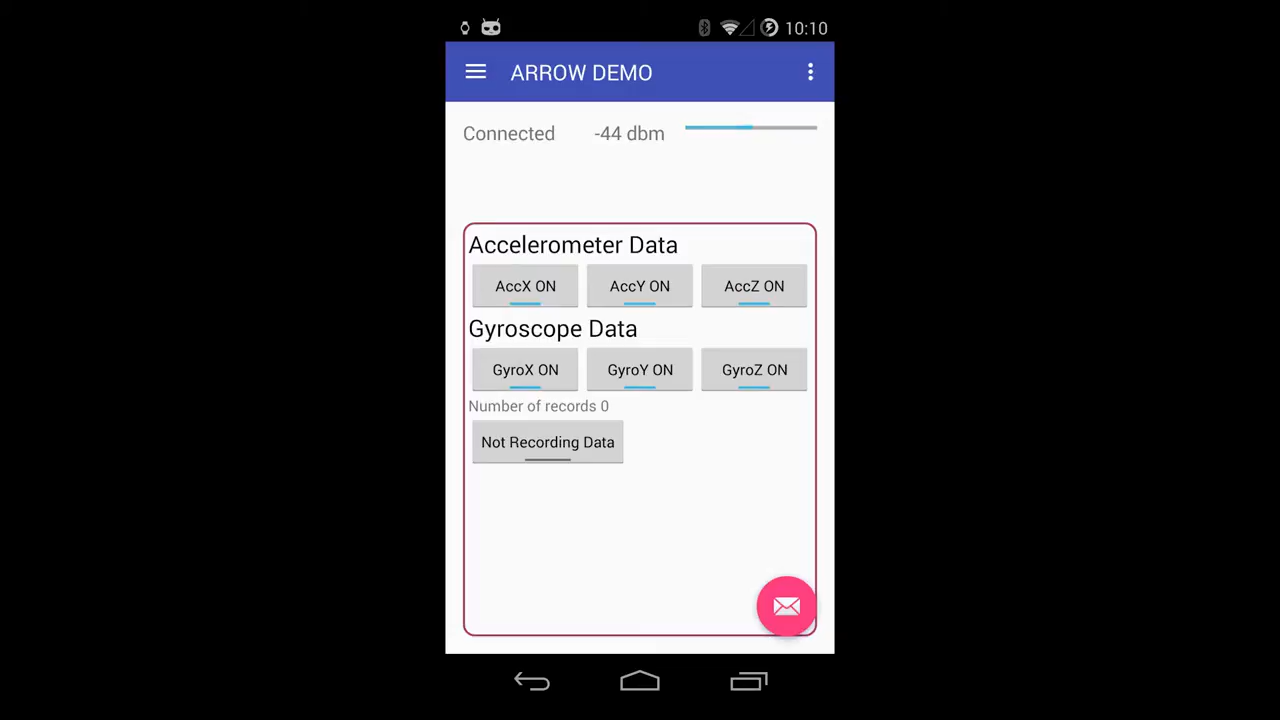 10:10
ARROW DEMO
Connected -44 dbm
Accelerometer Data
AccX ON AccY ON AccZ ON
Gyroscope Data
GyroX ON GyroY ON GyroZ ON
Number of records 0
Not Recording Data